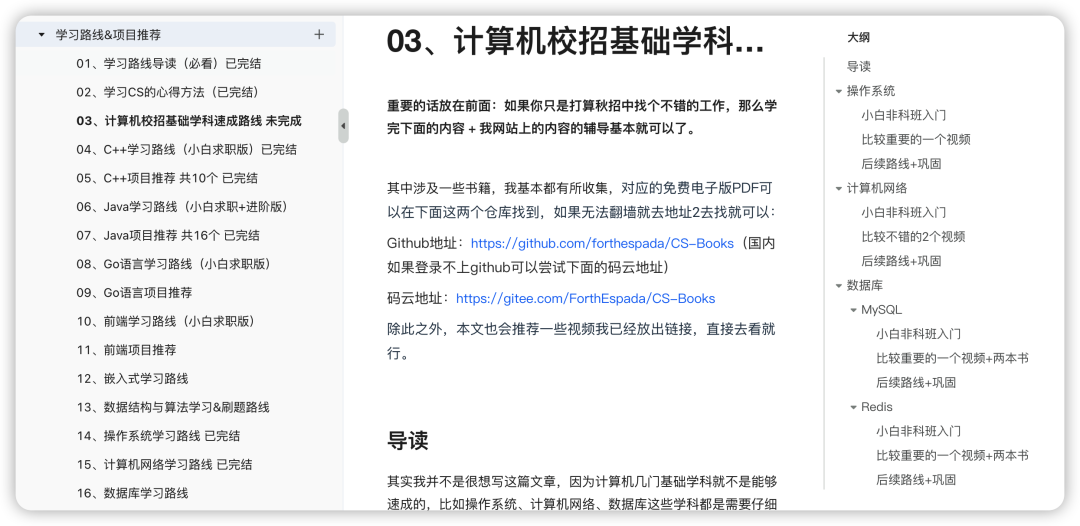 学习路线&项目推荐
01、学习路线导读（必看）已完结
02、学习CS的心得方法（已完结）
03、计算机校招基础学科速成路线 未完成
04、C++学习路线（小白求职版）已完结
05、C++项目推荐 共10个 已完结
06、Java学习路线（小白求职+进阶版）
07、Java项目推荐 共16个 已完结
08、Go语言学习路线（小白求职版）
09、Go语言项目推荐
10、前端学习路线（小白求职版）
11、前端项目推荐
12、嵌入式学习路线
13、数据结构与算法学习&刷题路线
14、操作系统学习路线 已完结
15、计算机网络学习路线 已完结
16、数据库学习路线
03、计算机校招基础学科...
重要的话放在前面：如果你只是打算秋招中找个不错的工作，那么学
完下面的内容 + 我网站上的内容的辅导基本就可以了。
其中涉及一些书籍，我基本都有所收集，对应的免费电子版PDF可
以在下面这两个仓库找到，如果无法翻墙就去地址2去找就可以：
Github地址：https://github.com/forthespada/CS-Books（国内
如果登录不上github可以尝试下面的码云地址）
码云地址：https://gitee.com/ForthEspada/CS-Books
除此之外，本文也会推荐一些视频我已经放出链接，直接去看就
行。
导读
其实我并不是很想写这篇文章，因为计算机几门基础学科就不是能够
速成的，比如操作系统、计算机网络、数据库这些学科都是需要仔细
大纲
导读
操作系统
小白非科班入门
比较重要的一个视频
后续路线+巩固
计算机网络
小白非科班入门
比较不错的2个视频
后续路线+巩固
数据库
MySQL
小白非科班入门
比较重要的一个视频+两本书
后续路线+巩固
Redis
小白非科班入门
比较重要的一个视频+两本书
后续路线+巩固